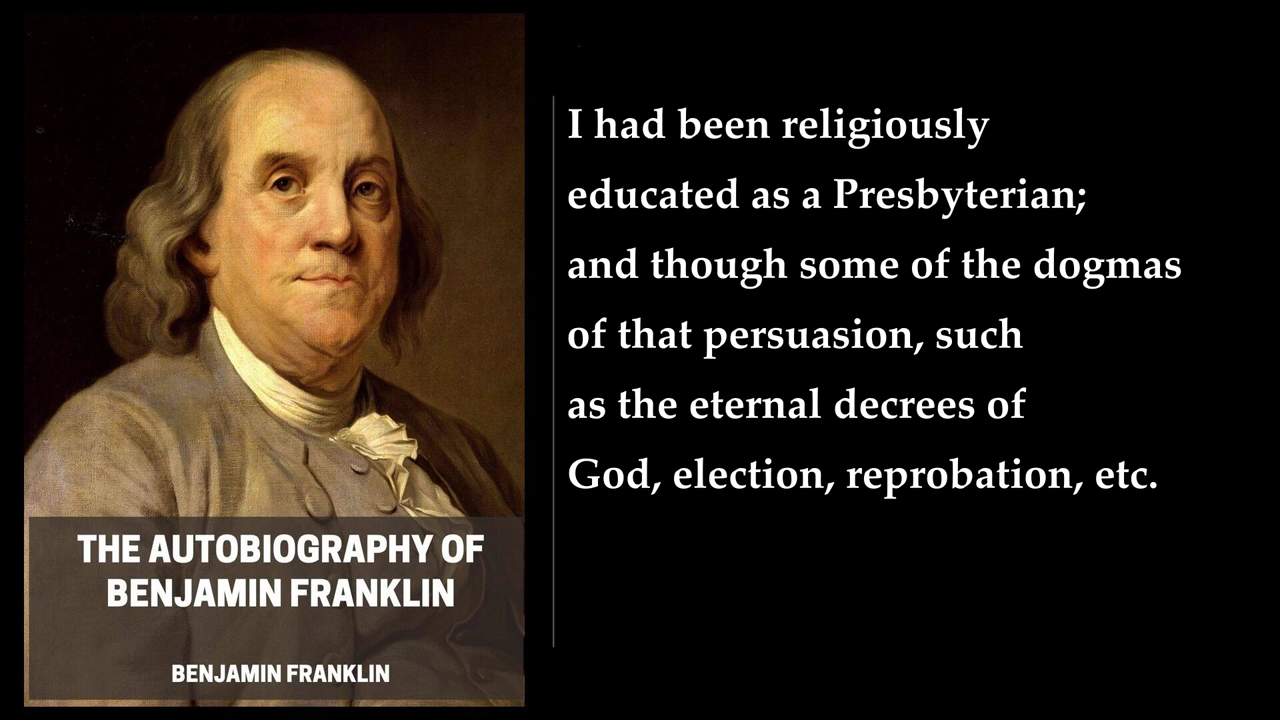 I had been religiously
educated as a Presbyterian;
and though some of the dogmas
of that persuasion, such
as the eternal decrees of
God, election, reprobation, etc.
THE AUTOBIOGRAPHY OF
BENJAMIN FRANKLIN
BENJAMIN FRANKLIN